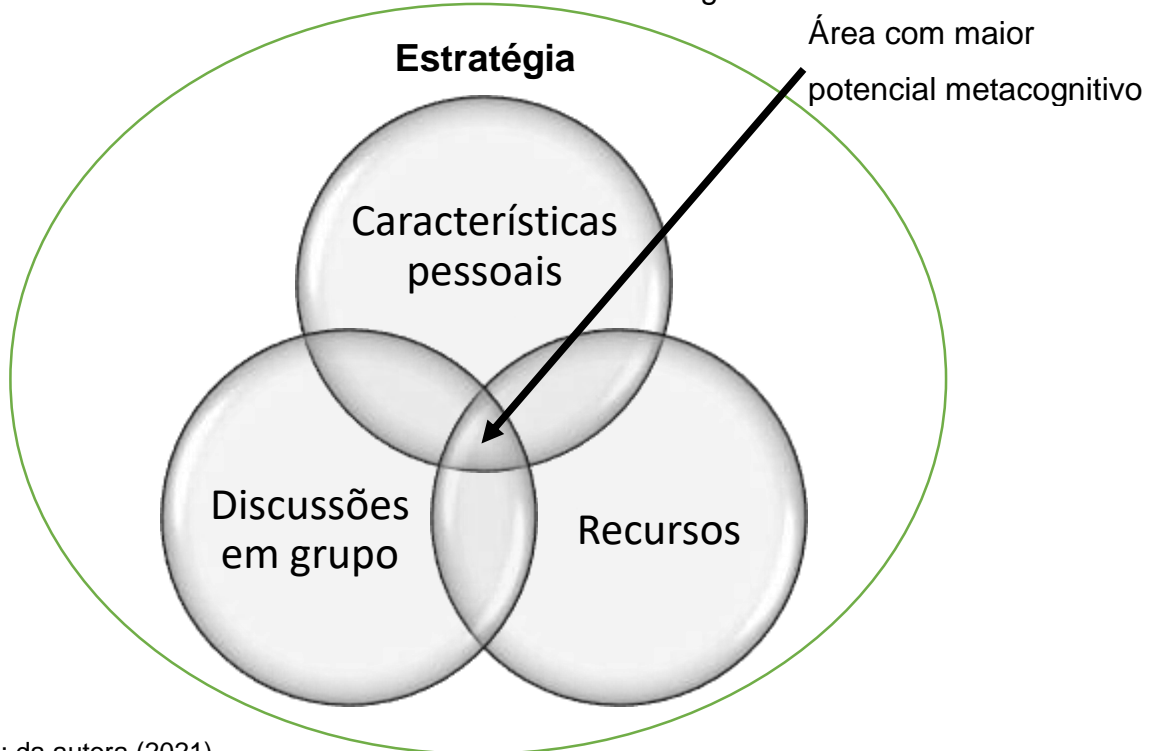 Área com maior
potencial metacognitivo
Estratégia
Características
pessoais
Discussões
em grupo
Recursos
: da autora (2021)